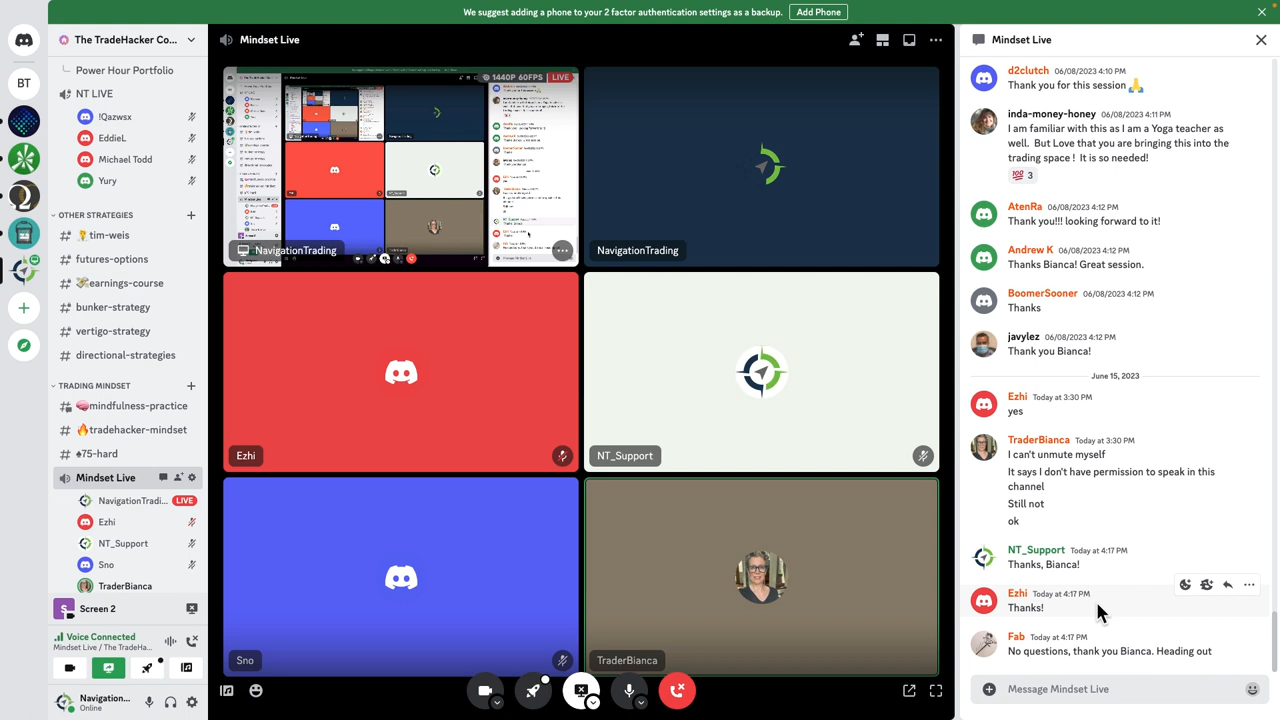 We suggest adding a phone to your 2 factor authentication settings as a backup.
Add Phone
The TradeHacker Co...
Power Hour Portfolio
NT LIVE
!Qazwsx
EddieL
Michael Todd
Yury
OTHER STRATEGIES
tim-weis
futures-options
earnings-course
bunker-strategy
vertigo-strategy
directional-strategies
TRADING MINDSET
mindfulness-practice
tradehacker-mindset
♠75-hard
Mindset Live
NavigationTradi... LIVE
Ezhi
NT_Support
Sno
TraderBianca
Screen 2
Voice Connected
Mindset Live / The TradeHa...
Navigation...
Online
BT
Mindset Live
1440P 60FPS LIVE
NavigationTrading
NavigationTrading
Ezhi
NT_Support
Sno
TraderBianca
Mindset Live
d2clutch 06/08/2023 4:10 PM
Thank you for this session 🙏
inda-money-honey 06/08/2023 4:11 PM
I am familiar with this as I am a Yoga teacher as
well. But Love that you are bringing this into the
trading space ! It is so needed!
💯 3
AtenRa 06/08/2023 4:12 PM
Thank you!!! looking forward to it!
Andrew K 06/08/2023 4:12 PM
Thanks Bianca! Great session.
BoomerSooner 06/08/2023 4:12 PM
Thanks
javylez 06/08/2023 4:12 PM
Thank you Bianca!
June 15, 2023
Ezhi Today at 3:30 PM
yes
TraderBianca Today at 3:30 PM
I can't unmute myself
It says I don't have permission to speak in this
channel
Still not
ok
NT_Support Today at 4:17 PM
Thanks, Bianca!
Ezhi Today at 4:17 PM
Thanks!
Fab Today at 4:17 PM
No questions, thank you Bianca. Heading out
Message Mindset Live